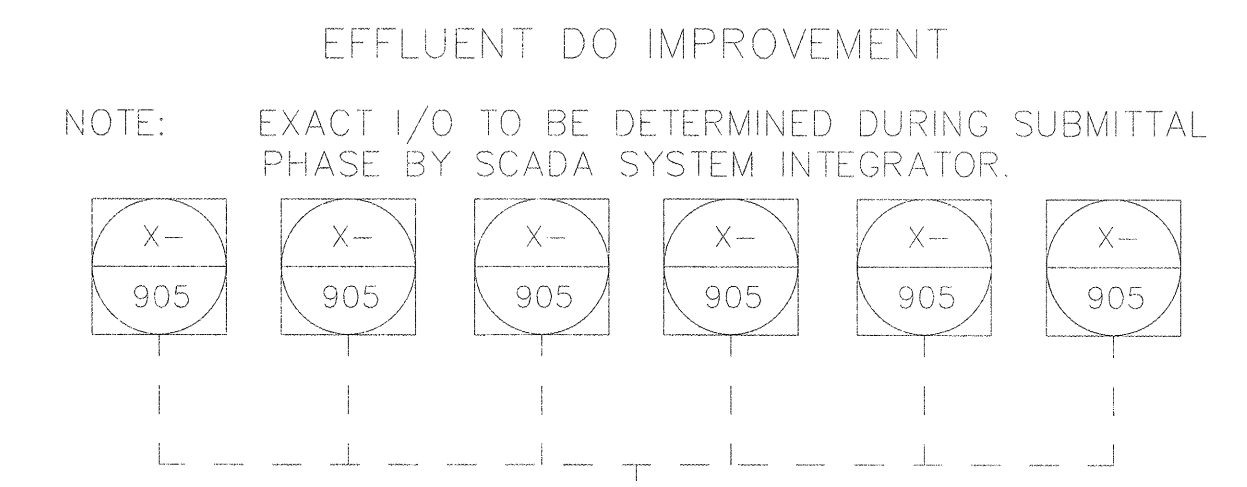 EFFLUENT DO IMPROVEMENT
NOTE: EXACT I/O TO BE DETERMINED DURING SUBMITTAL
PHASE BY SCADA SYSTEM INTEGRATOR.
X- X- X- X- X- X-
905 905 905 905 905 905